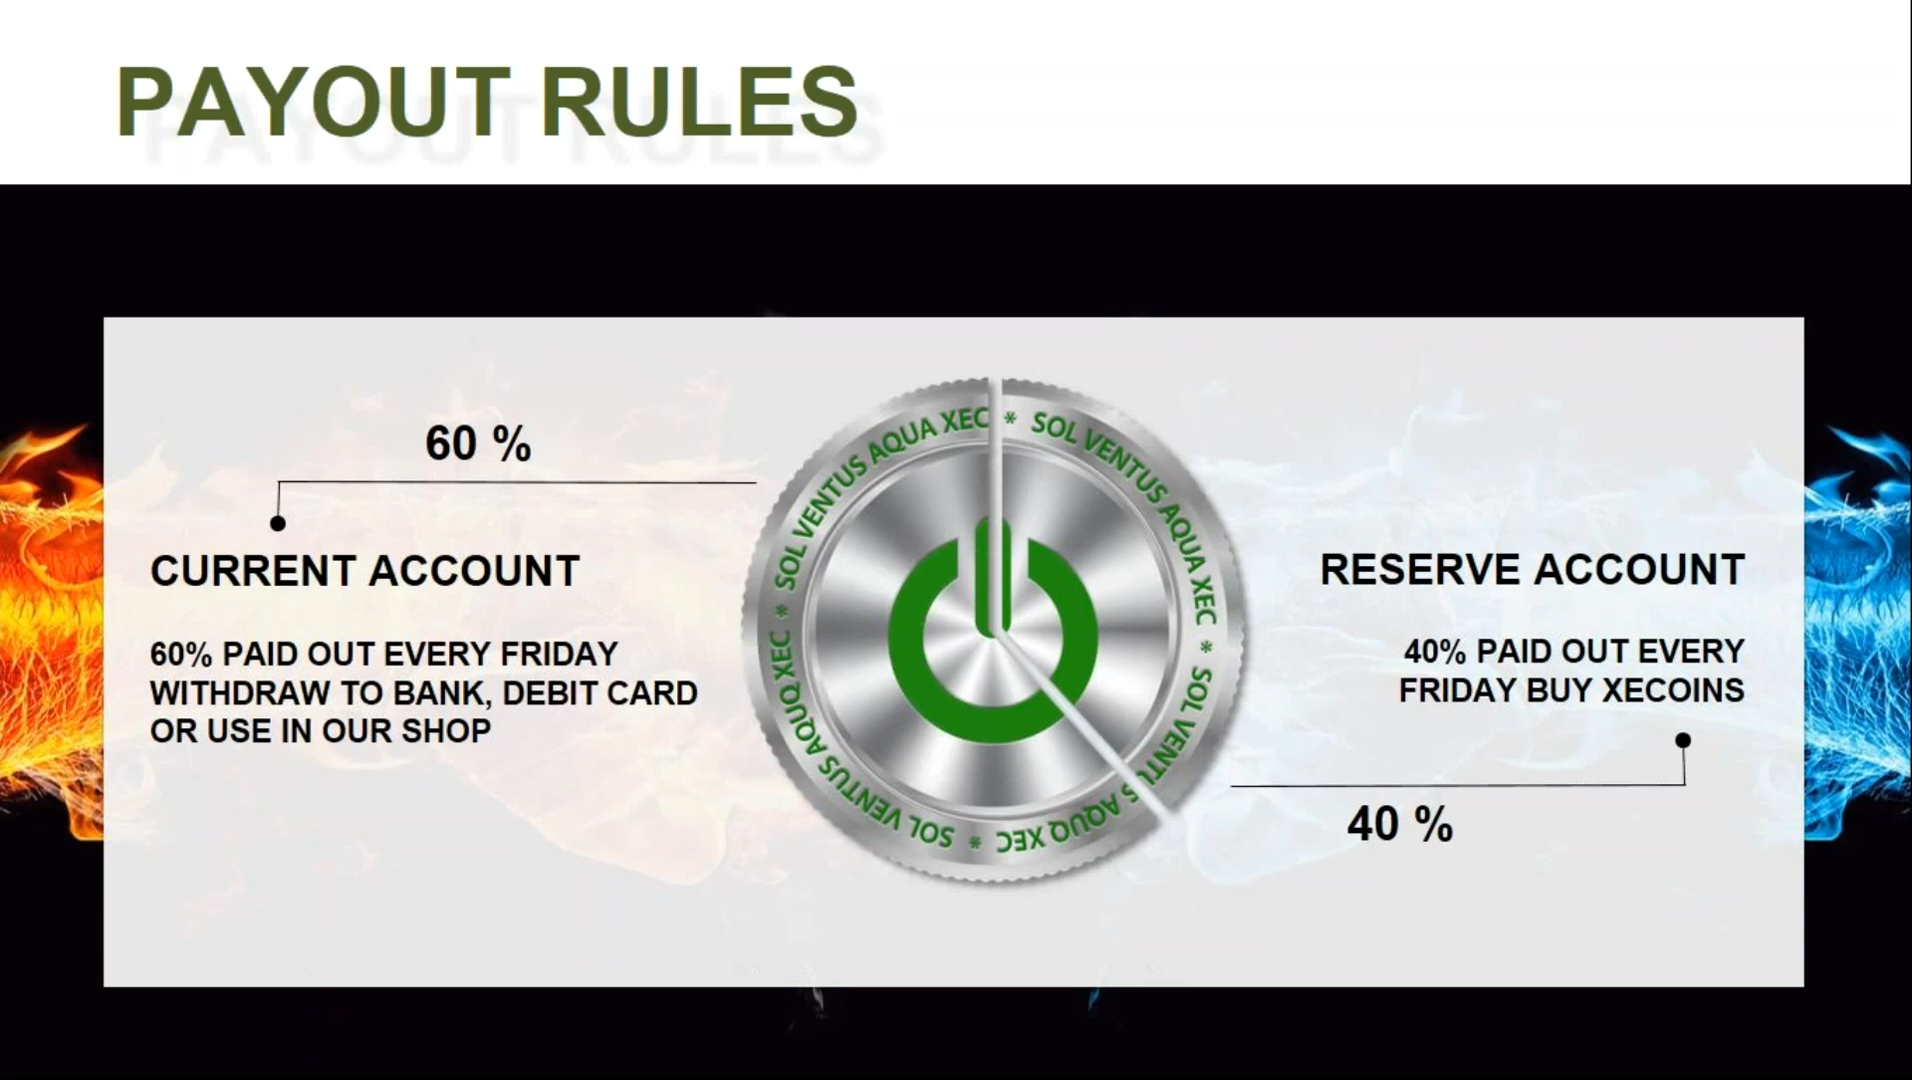 PAYOUT RULES
60 %
CURRENT ACCOUNT
60% PAID OUT EVERY FRIDAY
WITHDRAW TO BANK, DEBIT CARD
OR USE IN OUR SHOP
SOL VENTUS AQUA XEC * SOL VENTUS AQUA XEC * SOL VENTUS AQUQ XEC * SOL VENTUS AQUQ XEC *
RESERVE ACCOUNT
40% PAID OUT EVERY
FRIDAY BUY XECOINS
40 %